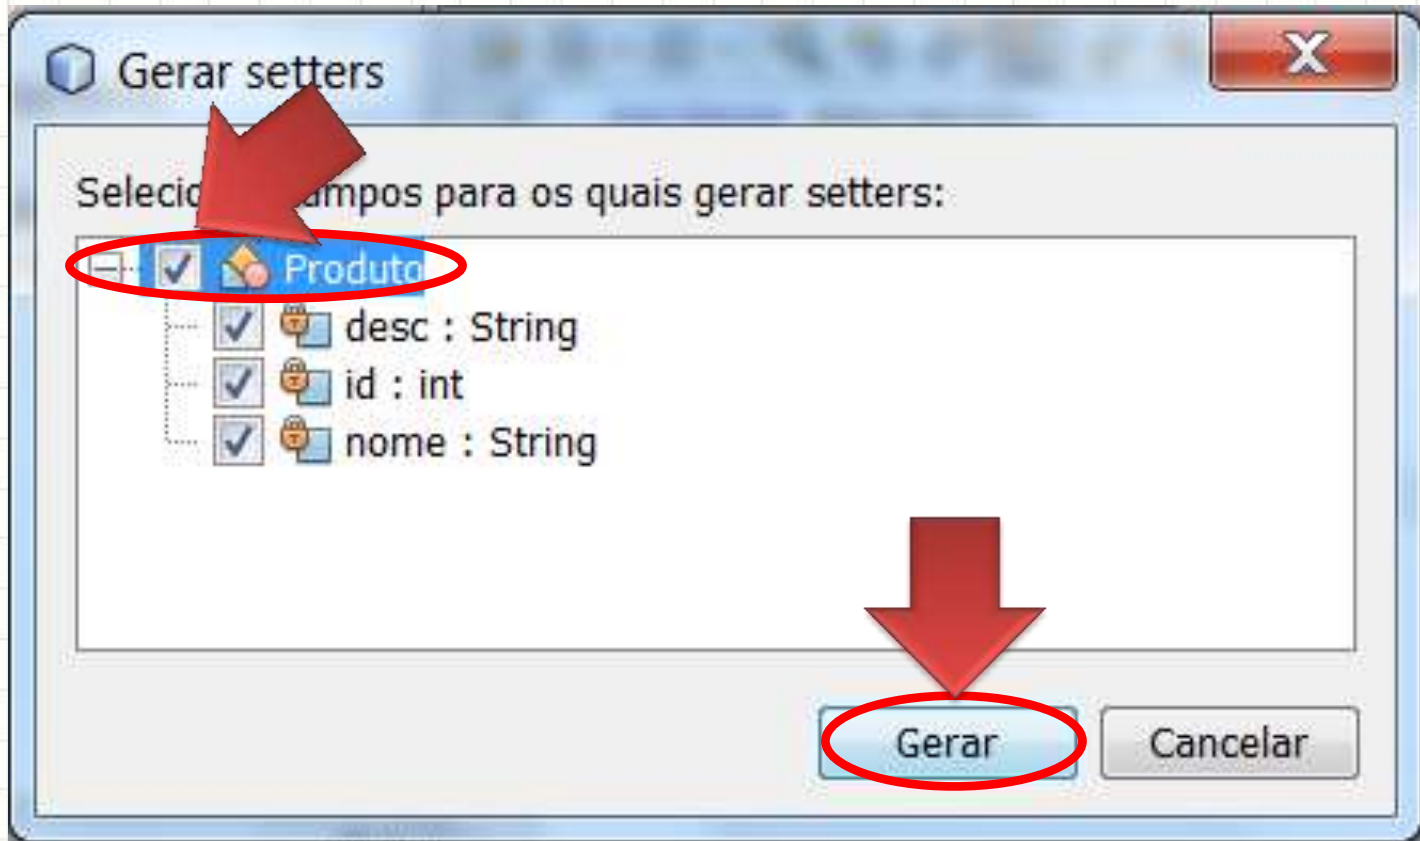 Gerar setters
Selecio ampos para os quais gerar setters:
Produto
desc : String
id : int
nome : String
Gerar
Cancelar